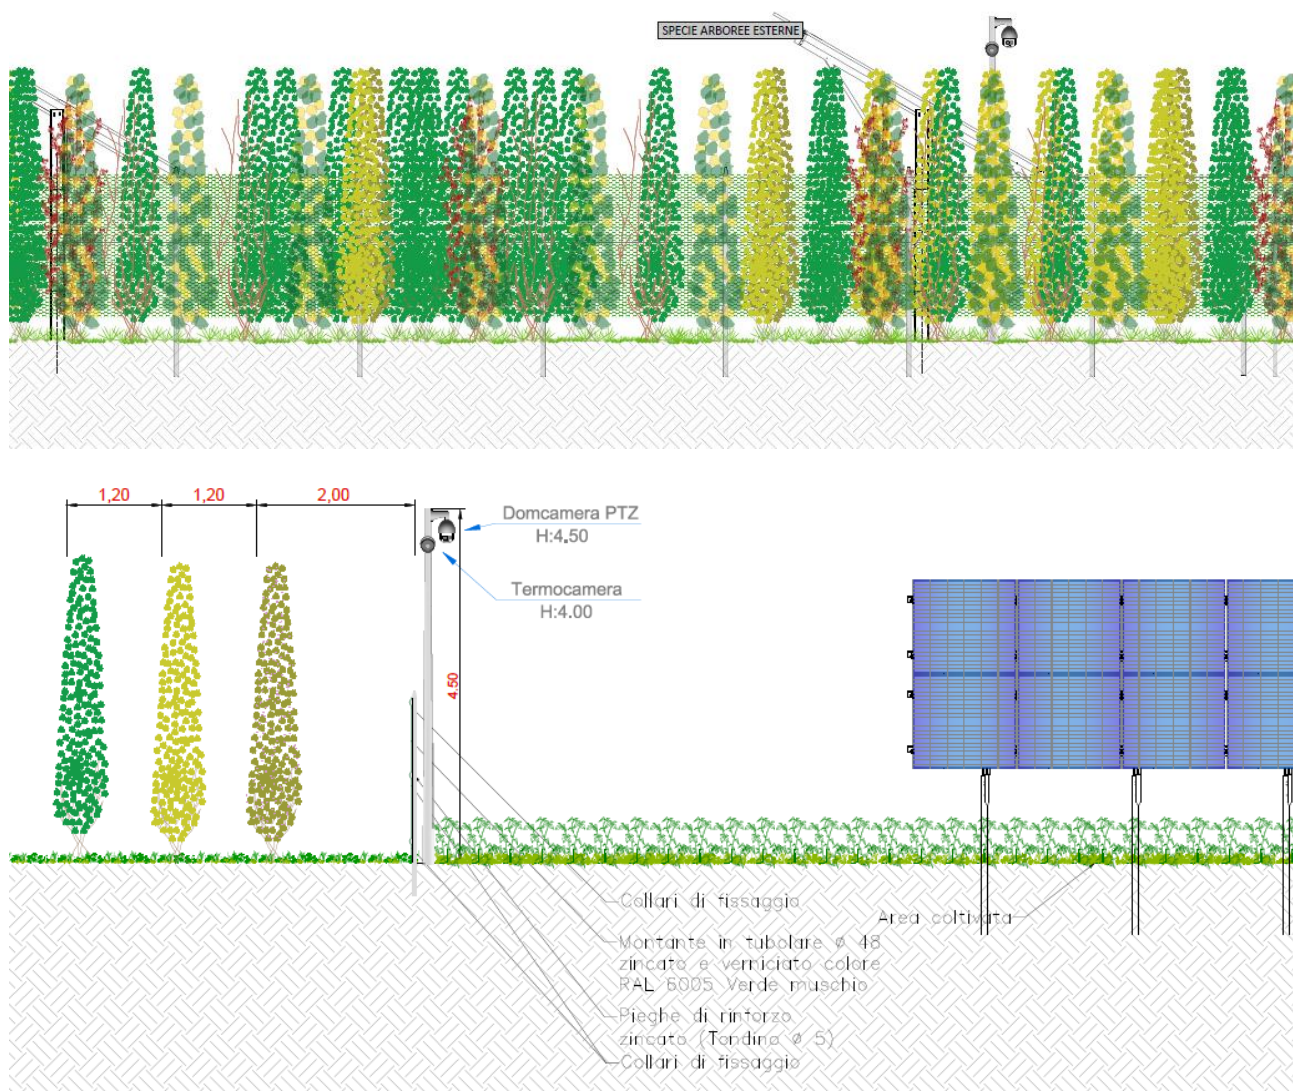 SPECIE ARBOREE ESTERNE
1,20
1,20
2,00
Domcamera PTZ
H:4.50
Termocamera
H:4.00
4.50
Collari di fissaggio
Area coltivata
Montante in tubolare ø 48
zincato e verniciato colore
RAL 6005 Verde muschio
Pieghe di rinforzo
zincato (Tondino ø 5)
Collari di fissaggio